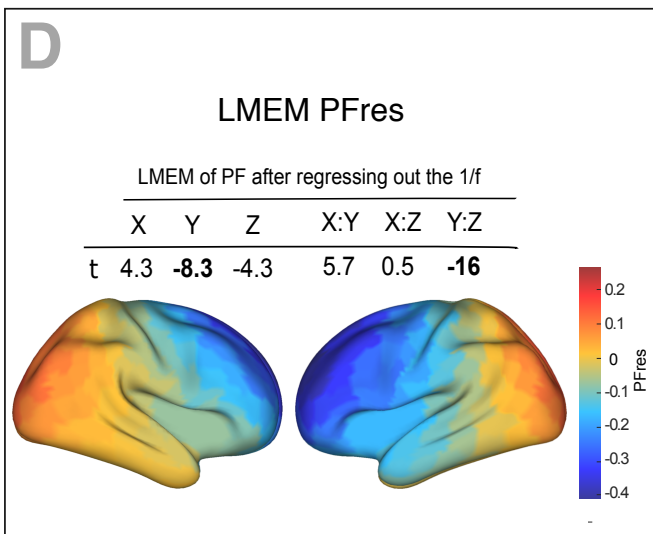 D
LMEM PFres
LMEM of PF after regressing out the 1/f
X Y Z X:Y X:Z Y:Z
t 4.3 -8.3 -4.3 5.7 0.5 -16
0.2
0.1
0
-0.1
-0.2
-0.3
-0.4
PFres
-